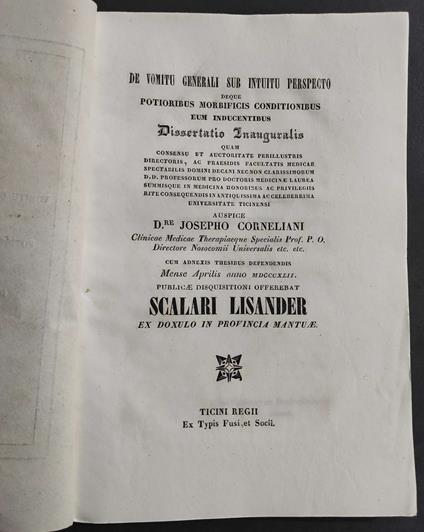 DE VOMITU GENERALI SUB INTUITU PERSPECTO
DEQUE
POTIORIBUS MORBIFICIS CONDITIONIBUS
EUM INDUCENTIBUS
Dissertatio Inauguralis
QUAM
CONSENSU ET AUCTORITATE PERILLUSTRIS
DIRECTORIS, AC PRAESIDIS FACULTATIS MEDICAE
SPECTABILIS DOMINI DECANI NEC NON CLARISSIMORUM
D.D. PROFESSORUM PRO DOCTORIS MEDICINÆ LAUREA
SUMMISQUE IN MEDICINA HONORIBUS AC PRIVILEGIIS
RITE CONSEQUENDIS IN ANTIQUISSIMA AC CELEBERRIMA
UNIVERSITATE TICINENSI
AUSPICE
D.RE JOSEPHO CORNELIANI
Clinicae Medicae Therapiaeque Specialis Prof. P. O.
Directore Nosocomii Universalis etc. etc.
CUM ADNEXIS THESIBUS DEFENDENDIS
Mense Aprilis anno MDCCCXLII.
PUBLICÆ DISQUISITIONI OFFEREBAT
SCALARI LISANDER
EX DOXULO IN PROVINCIA MANTUÆ.
TICINI REGII
Ex Typis Fusi, et Socii.